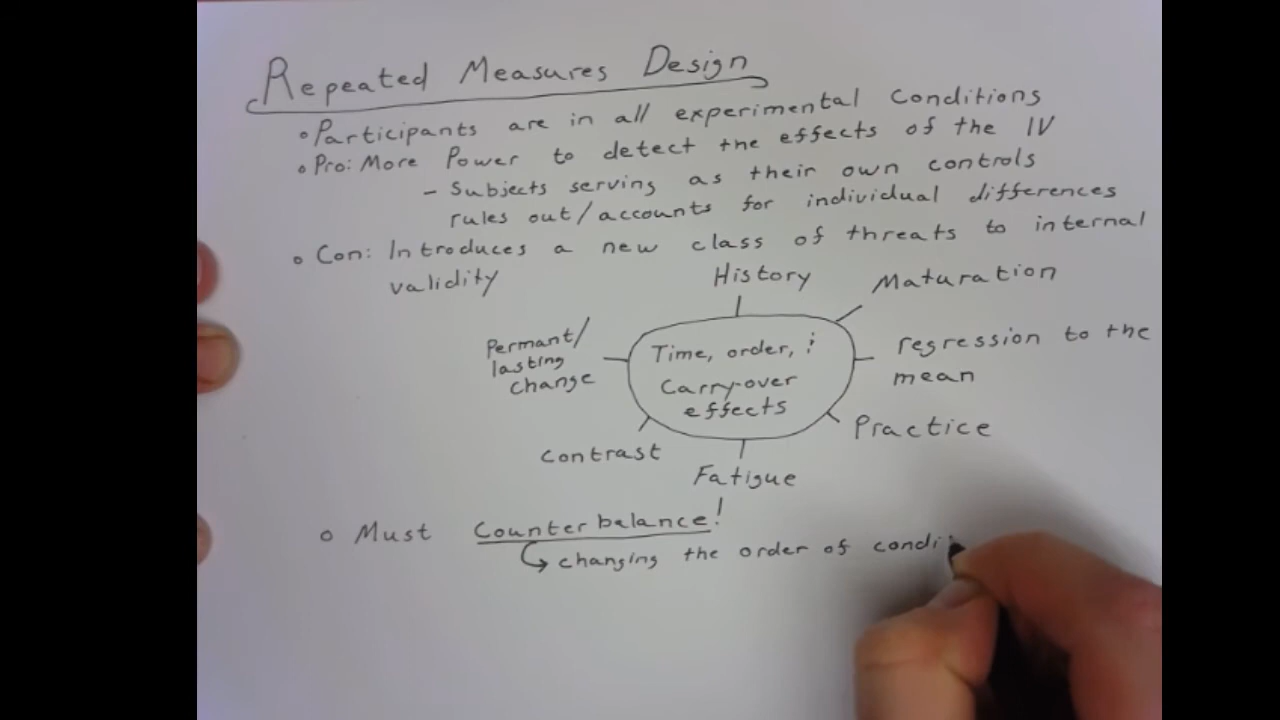 Repeated Measures Design
• Participants are in all experimental conditions
• Pro: More Power to detect the effects of the IV
- Subjects serving as their own controls
rules out/accounts for individual differences
• Con: Introduces a new class of threats to internal
validity
History
Maturation
Permant/
lasting
change
Time, order, &
Carry-over
effects
regression to the
mean
Practice
Contrast
Fatigue
• Must Counterbalance!
↳ changing the order of condi